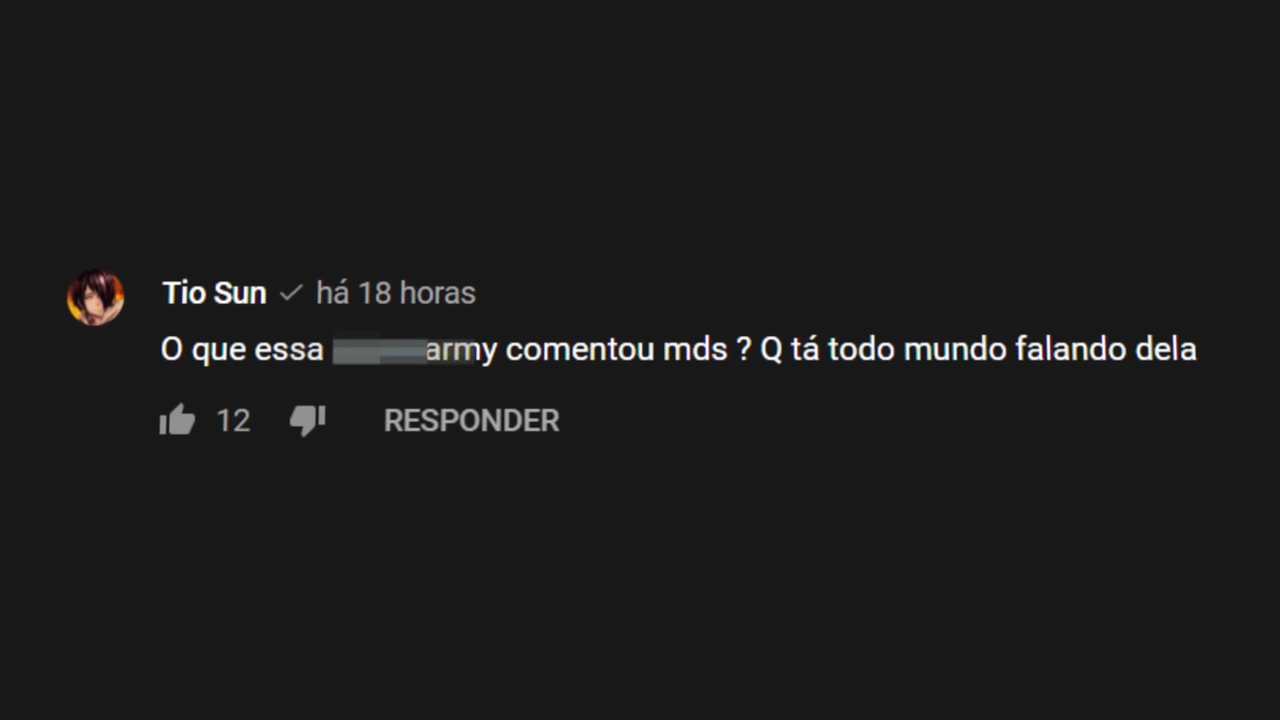 Tio Sun há 18 horas
O que essa army comentou mds ? Q tá todo mundo falando dela
12 RESPONDER